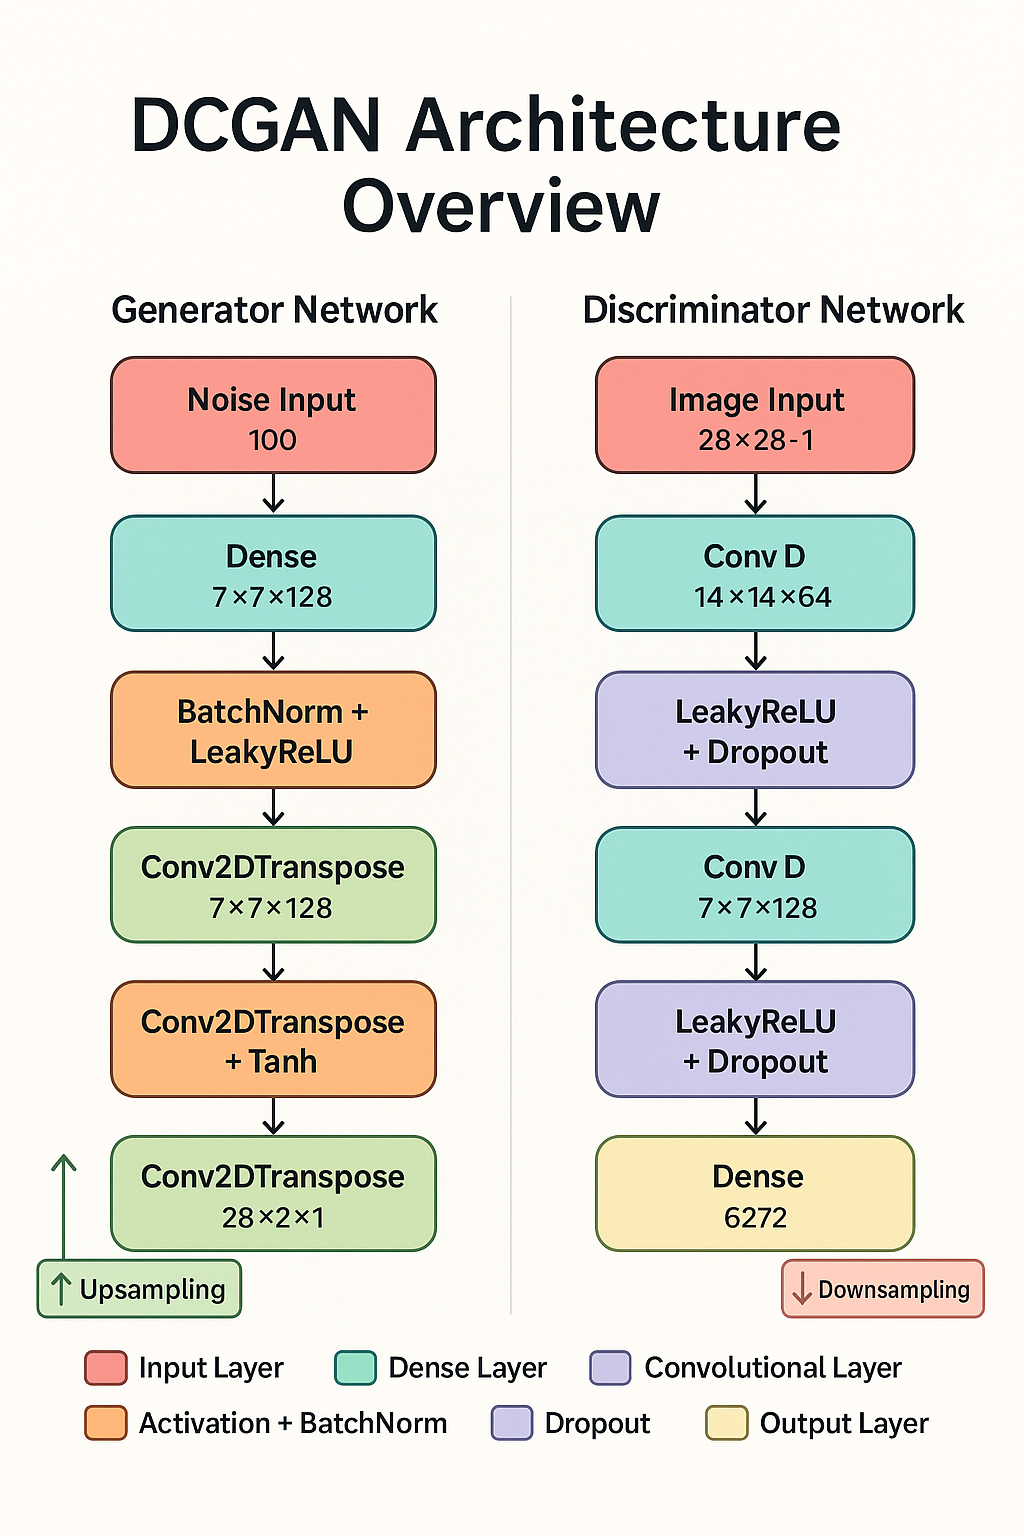 DCGAN Architecture
Overview
Generator Network
Noise Input
100
Dense
7×7×128
BatchNorm +
LeakyReLU
Conv2DTranspose
7×7×128
Conv2DTranspose
+ Tanh
Conv2DTranspose
28×2×1
↑ Upsampling
Discriminator Network
Image Input
28×28-1
Conv D
14×14×64
LeakyReLU
+ Dropout
Conv D
7×7×128
LeakyReLU
+ Dropout
Dense
6272
↓ Downsampling
Input Layer
Dense Layer
Convolutional Layer
Activation + BatchNorm
Dropout
Output Layer